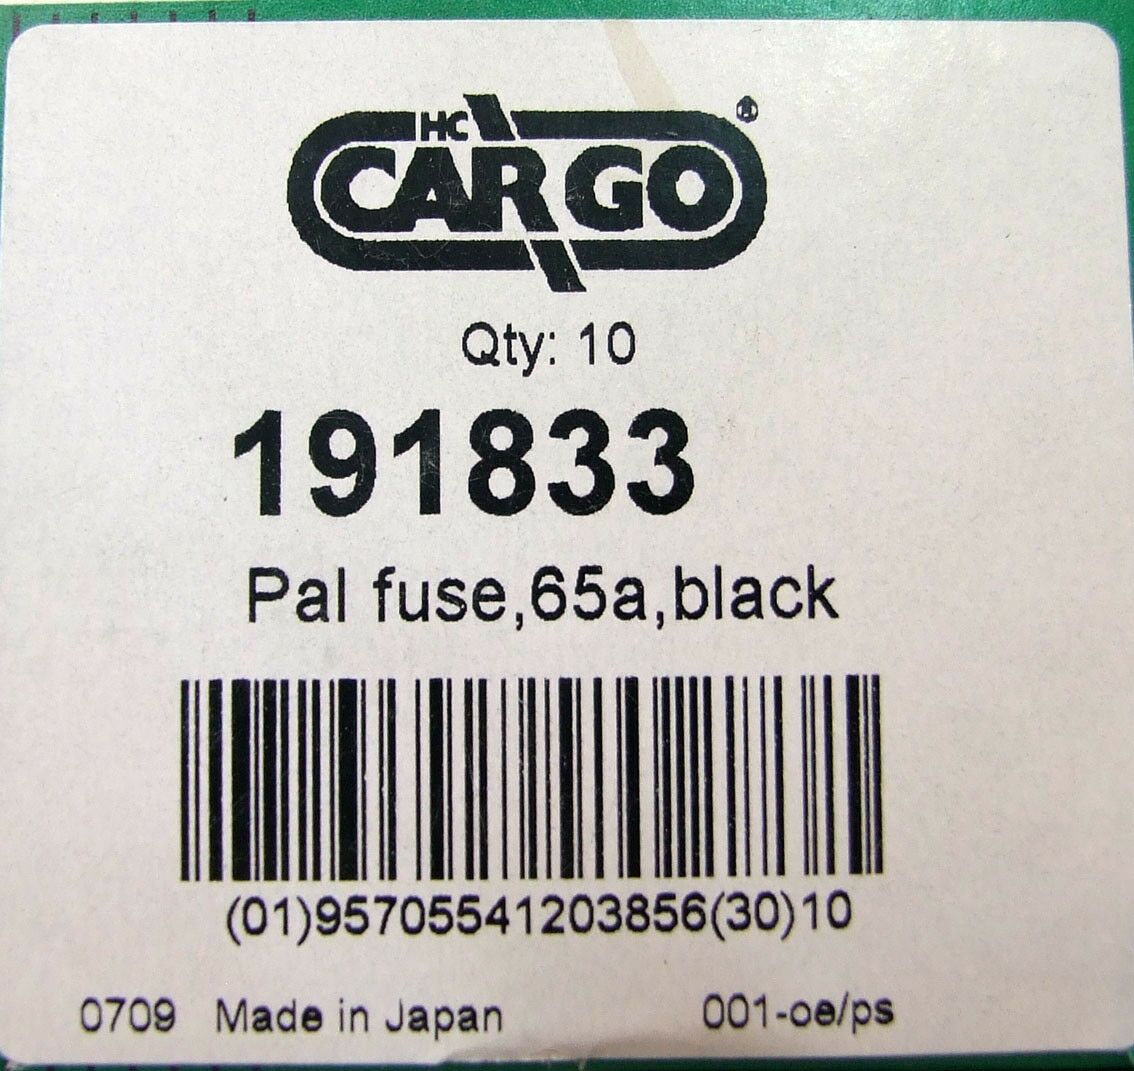 HC
CARGO®
Qty: 10
191833
Pal fuse,65a,black
(01)95705541203856(30)10
0709 Made in Japan 001-oe/ps